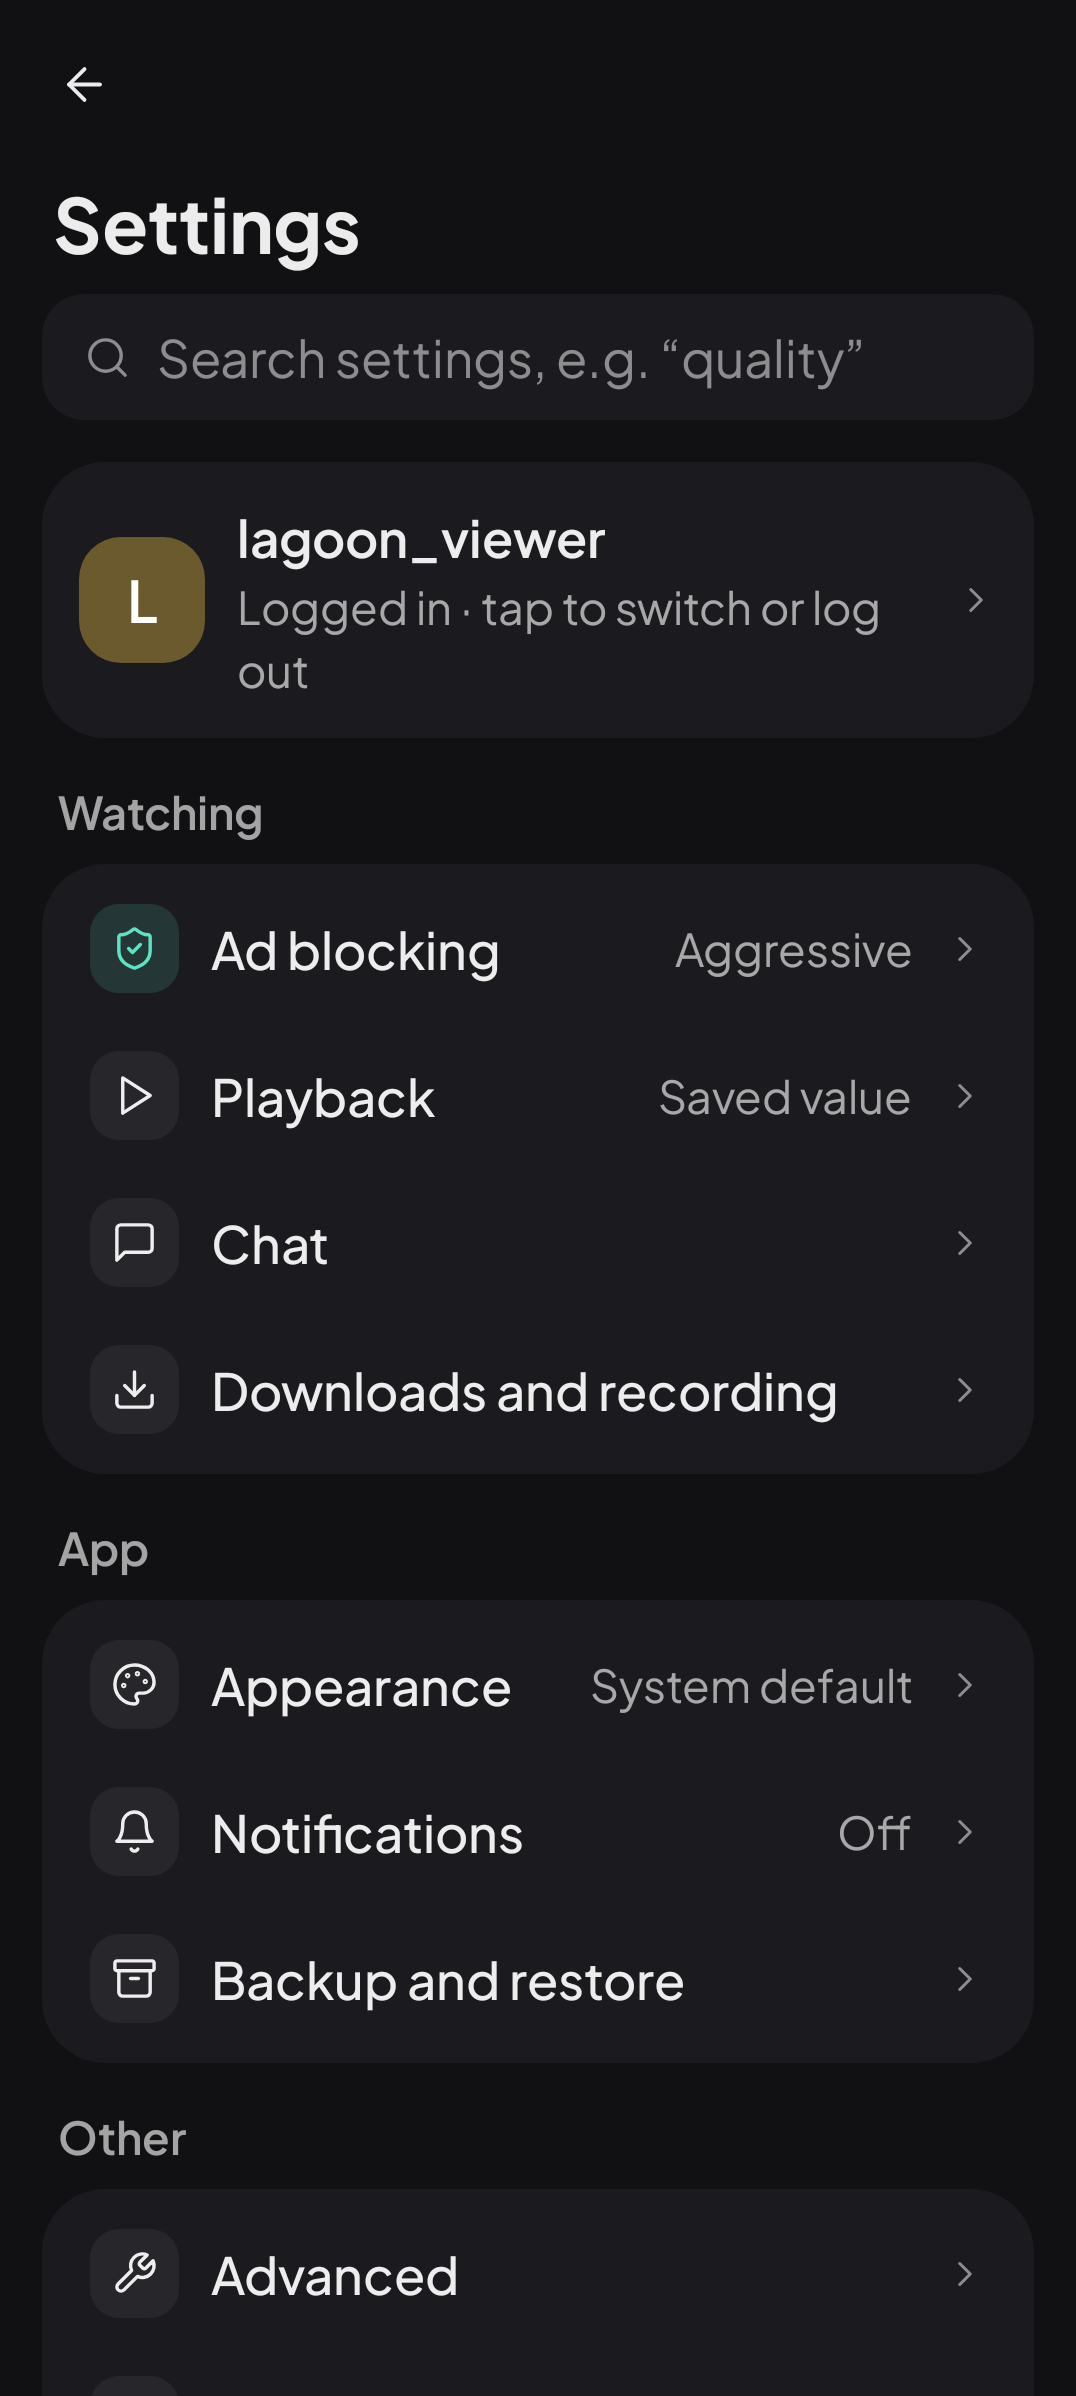 Settings
Search settings, e.g. “quality”
L
lagoon_viewer
Logged in · tap to switch or log
out
Watching
Ad blocking
Aggressive
Playback
Saved value
Chat
Downloads and recording
App
Appearance
System default
Notifications
Off
Backup and restore
Other
Advanced